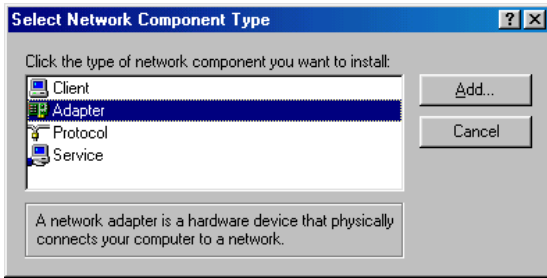 Select Network Component Type
Click the type of network component you want to install:
Client
Adapter
Protocol
Service
Add...
Cancel
A network adapter is a hardware device that physically
connects your computer to a network.